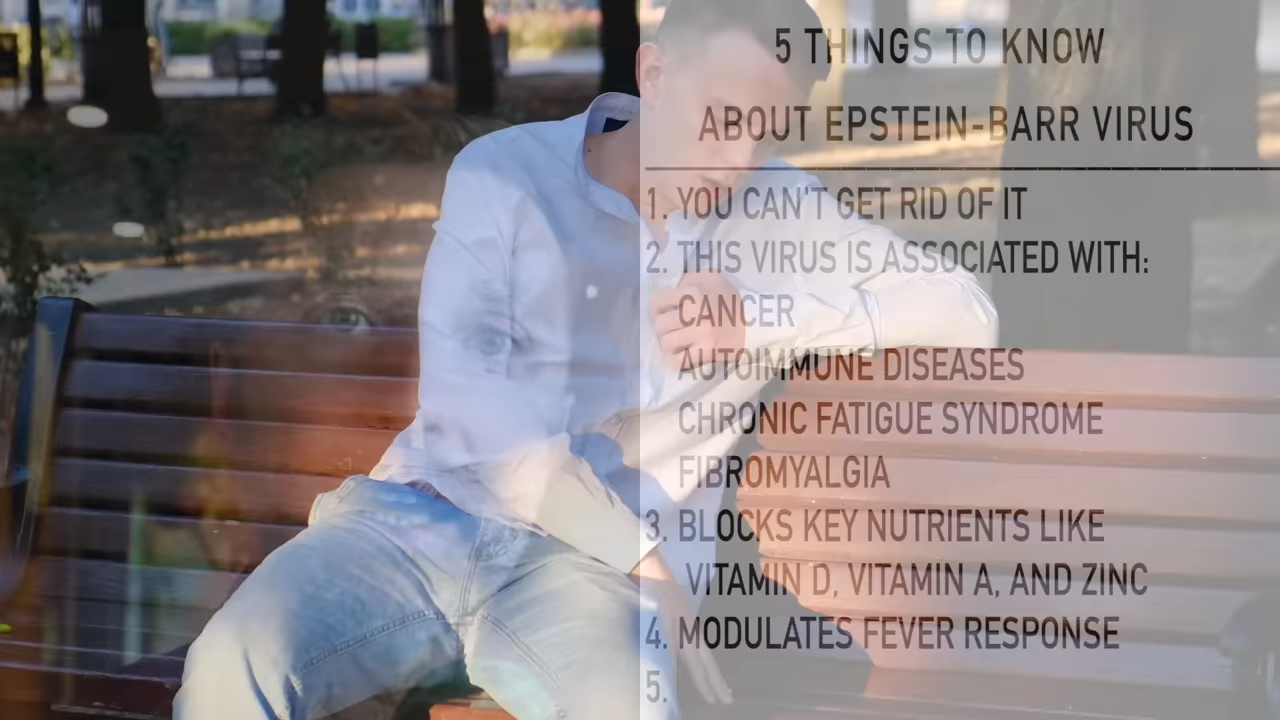 5 THINGS TO KNOW
ABOUT EPSTEIN-BARR VIRUS
1. YOU CAN'T GET RID OF IT
2. THIS VIRUS IS ASSOCIATED WITH:
CANCER
AUTOIMMUNE DISEASES
CHRONIC FATIGUE SYNDROME
FIBROMYALGIA
3. BLOCKS KEY NUTRIENTS LIKE
VITAMIN D, VITAMIN A, AND ZINC
4. MODULATES FEVER RESPONSE
5.